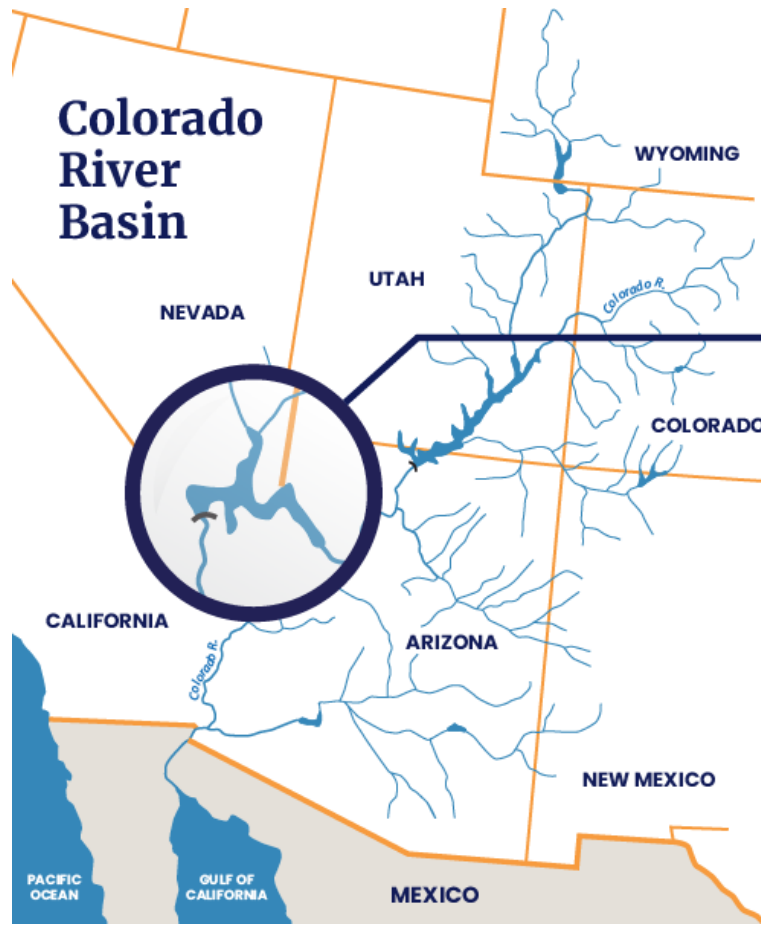 Colorado
River
Basin
WYOMING
UTAH
Colorado R.
NEVADA
COLORADO
CALIFORNIA
ARIZONA
Colorado R.
NEW MEXICO
PACIFIC
OCEAN
GULF OF
CALIFORNIA
MEXICO